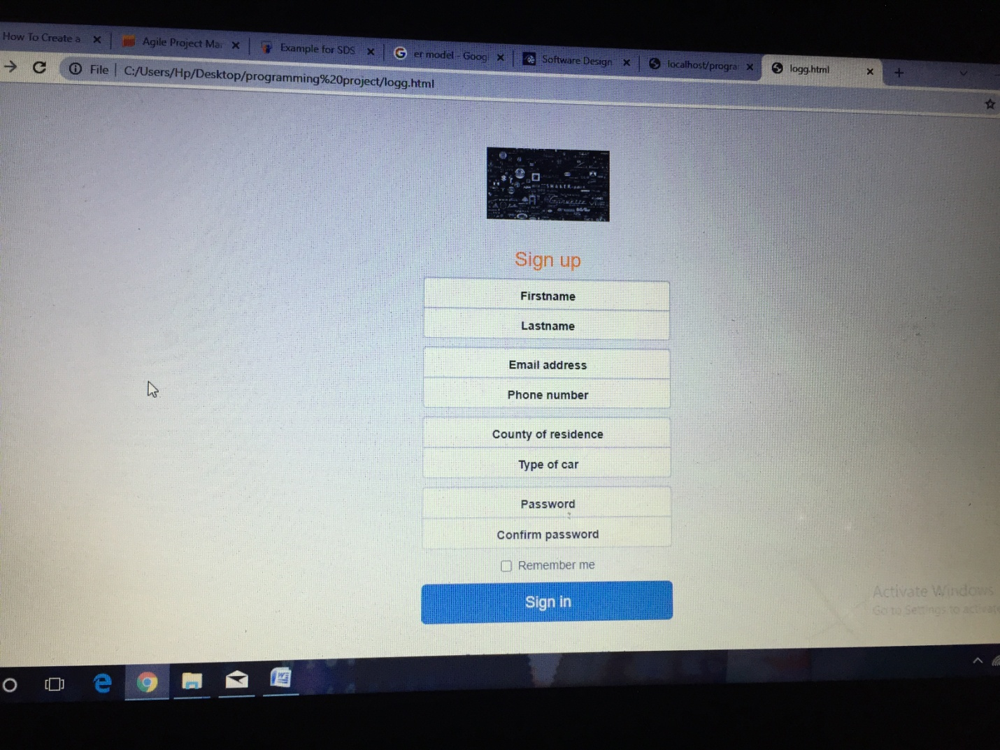 How To Create a
Agile Project Ma
Example for SDS
er model - Goog
Software Design
localhost/progra
logg.html
File | C:/Users/Hp/Desktop/programming%20project/logg.html
Sign up
Firstname
Lastname
Email address
Phone number
County of residence
Type of car
Password
Confirm password
Remember me
Sign in
Activate Windows
Go to Settings to activate